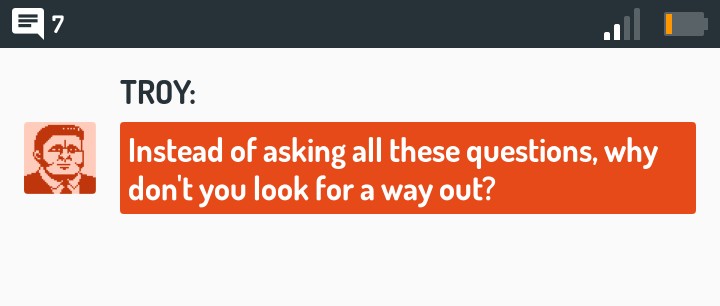 7
TROY:
Instead of asking all these questions, why
don't you look for a way out?